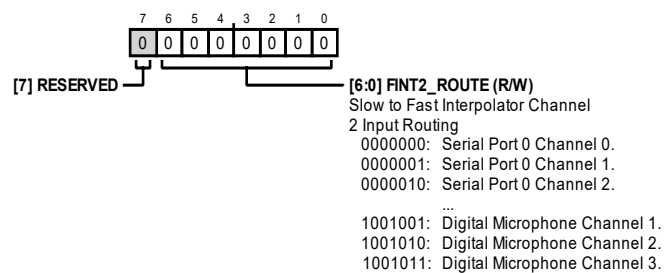 7 6 5 4 3 2 1 0
0 0 0 0 0 0 0 0
[7] RESERVED
[6:0] FINT2_ROUTE (R/W)
Slow to Fast Interpolator Channel
2 Input Routing
0000000: Serial Port 0 Channel 0.
0000001: Serial Port 0 Channel 1.
0000010: Serial Port 0 Channel 2.
...
1001001: Digital Microphone Channel 1.
1001010: Digital Microphone Channel 2.
1001011: Digital Microphone Channel 3.